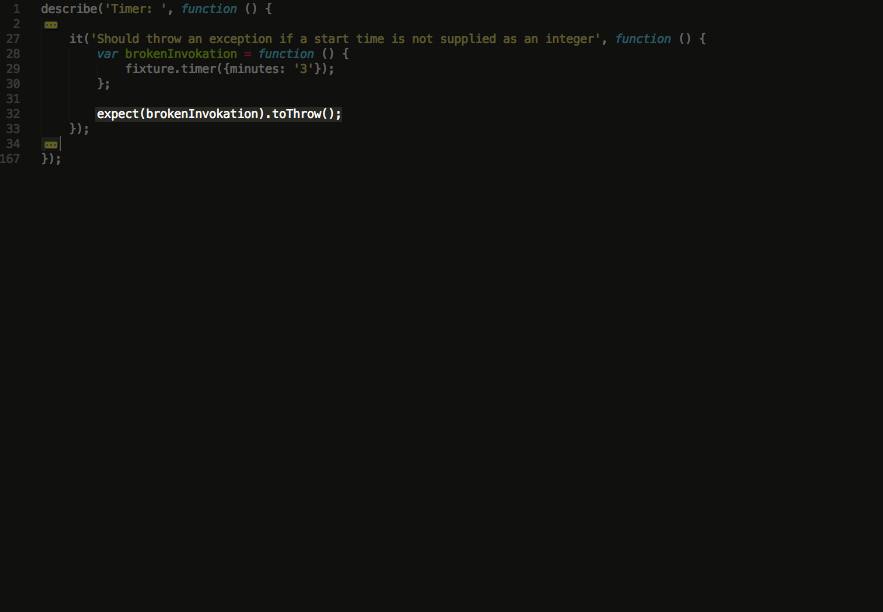 1 describe('Timer: ', function () {
2 ...
27 it('Should throw an exception if a start time is not supplied as an integer', function () {
28 var brokenInvokation = function () {
29 fixture.timer({minutes: '3'});
30 };
31
32 expect(brokenInvokation).toThrow();
33 });
34 ...
167 });